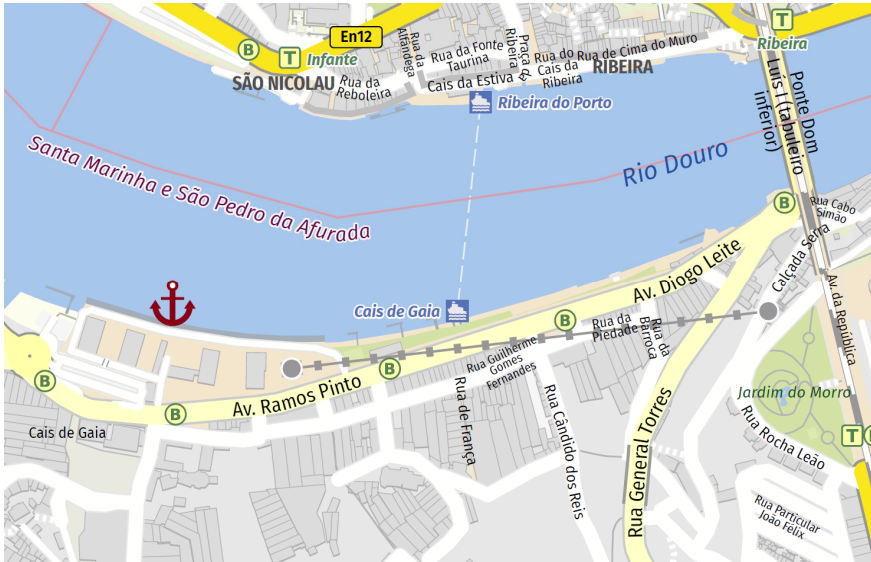 En12
B
T
Infante
SÃO NICOLAU
Rua da
Alfândega
Rua da
Reboleira
Rua da Fonte
Taurina
Cais da Estiva
Praça da
Ribeira
Rua do
Cais da
Ribeira
Rua de Cima do Muro
RIBEIRA
T
Ribeira
Ribeira do Porto
Ponte Dom
Luís I (tabuleiro
inferior)
Rio Douro
Santa Marinha e São Pedro da Afurada
B
Rua Cabo
Simão
Calçada Serra
Av. Diogo Leite
Av. da República
Cais de Gaia
B
Rua da
Piedade
Rua da
Barroca
Rua Guilherme
Gomes
Fernandes
B
B
B
Av. Ramos Pinto
Cais de Gaia
Rua de França
Rua Cândido dos Reis
Rua General Torres
Jardim do Morro
Rua Rocha Leão
T
Rua Particular
João Félix